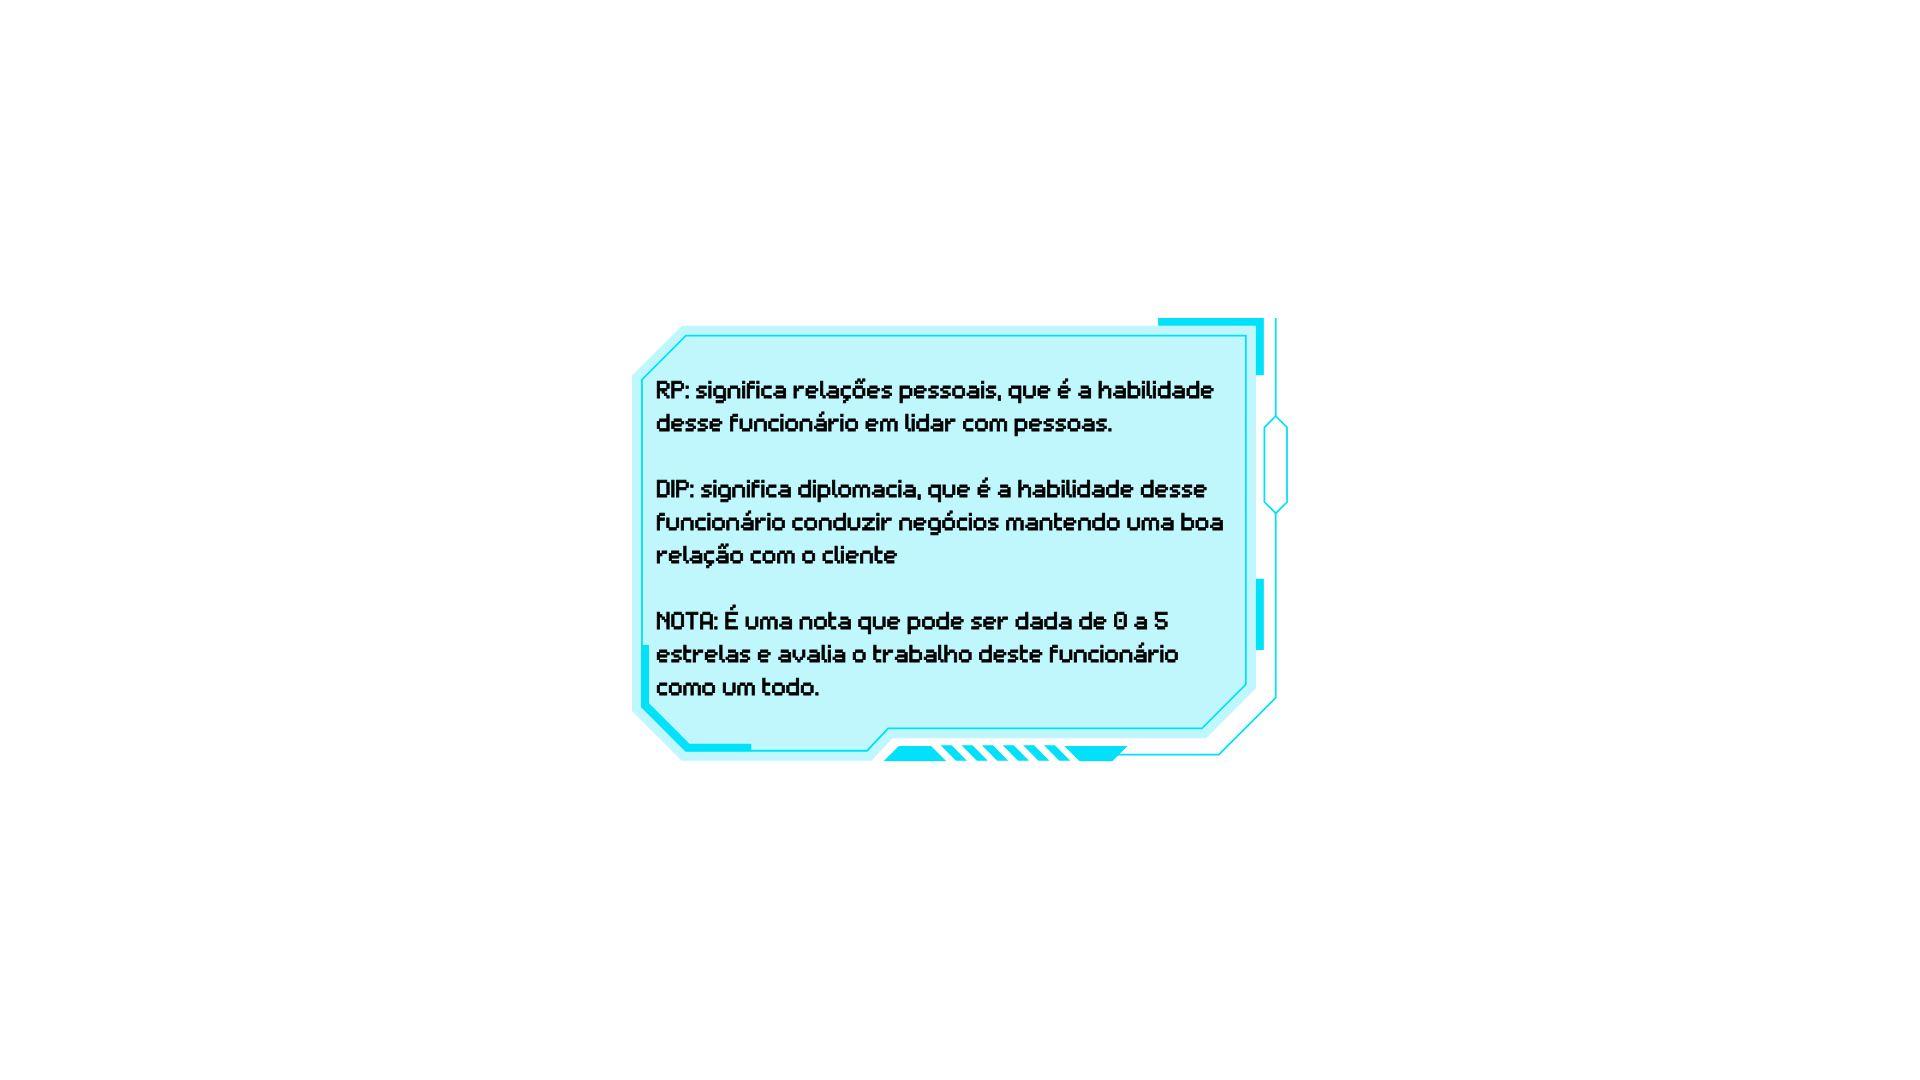 RP: significa relações pessoais, que é a habilidade
desse funcionário em lidar com pessoas.
DIP: significa diplomacia, que é a habilidade desse
funcionário conduzir negócios mantendo uma boa
relação com o cliente
NOTA: É uma nota que pode ser dada de 0 a 5
estrelas e avalia o trabalho deste funcionário
como um todo.